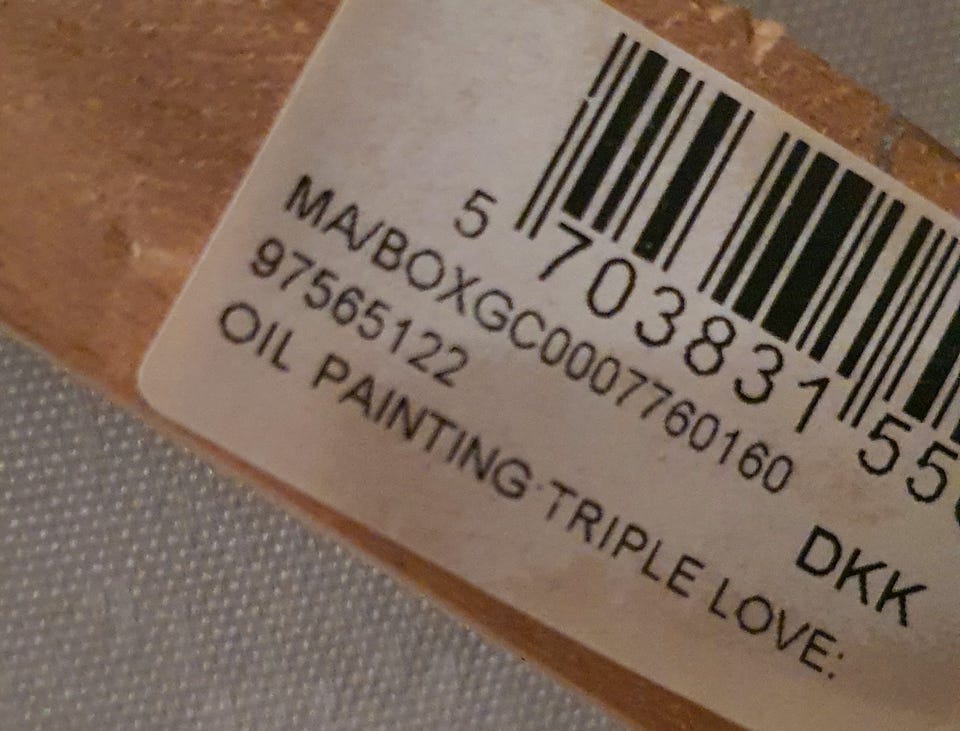 5 703831 55
MA/BOXGC0007760160
97565122
DKK
OIL PAINTING TRIPLE LOVE: